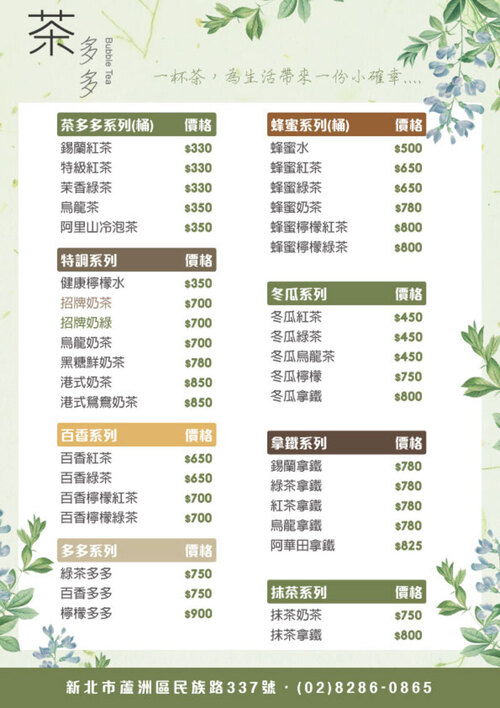 茶
多
多
Bubble Tea
一杯茶，為生活帶來一份小確幸....
茶多多系列(桶) 價格
錫蘭紅茶 $330
特級紅茶 $330
茉香綠茶 $330
烏龍茶 $350
阿里山冷泡茶 $350
特調系列 價格
健康檸檬水 $350
招牌奶茶 $700
招牌奶綠 $700
烏龍奶茶 $700
黑糖鮮奶茶 $780
港式奶茶 $850
港式鴛鴦奶茶 $850
百香系列 價格
百香紅茶 $650
百香綠茶 $650
百香檸檬紅茶 $700
百香檸檬綠茶 $700
多多系列 價格
綠茶多多 $750
百香多多 $750
檸檬多多 $900
蜂蜜系列(桶) 價格
蜂蜜水 $500
蜂蜜紅茶 $650
蜂蜜綠茶 $650
蜂蜜奶茶 $780
蜂蜜檸檬紅茶 $800
蜂蜜檸檬綠茶 $800
冬瓜系列 價格
冬瓜紅茶 $450
冬瓜綠茶 $450
冬瓜烏龍茶 $450
冬瓜檸檬 $750
冬瓜拿鐵 $800
拿鐵系列 價格
錫蘭拿鐵 $780
綠茶拿鐵 $780
紅茶拿鐵 $780
烏龍拿鐵 $780
阿華田拿鐵 $825
抹茶系列 價格
抹茶奶茶 $750
抹茶拿鐵 $800
新北市蘆洲區民族路337號・(02)8286-0865